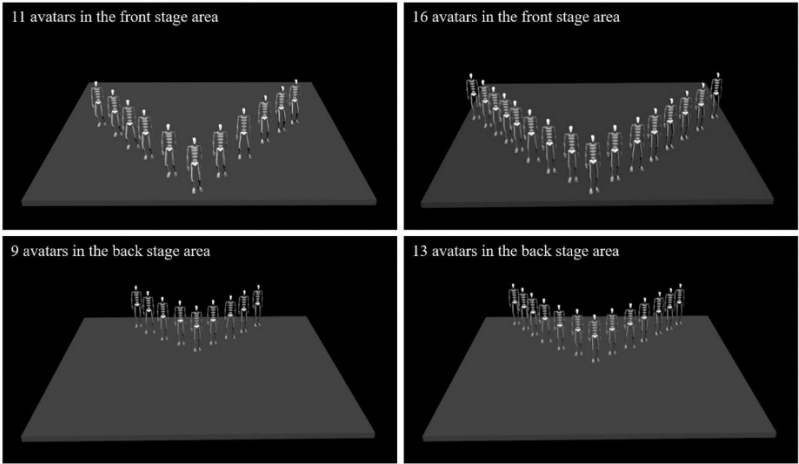 11 avatars in the front stage area
16 avatars in the front stage area
9 avatars in the back stage area
13 avatars in the back stage area